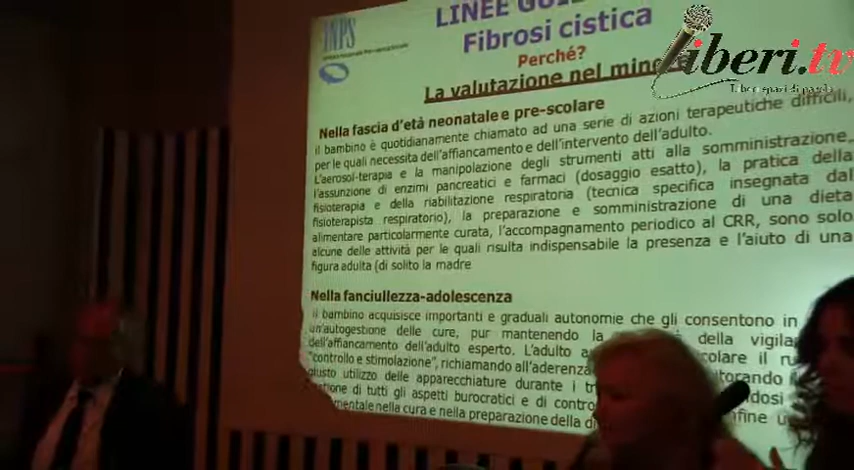 INPS
LINEE
Fibrosi cistica
Perché?
La valutazione nel
Liberi.tv
Liberi spazi di parola
Nella fascia d'età neonatale e pre-scolare
il bambino è quotidianamente chiamato ad una serie di azioni terapeutiche difficili,
per le quali necessita dell'affiancamento e dell'intervento dell'adulto.
L'aerosol-terapia e la manipolazione degli strumenti atti alla somministrazione,
l'assunzione di enzimi pancreatici e farmaci (dosaggio esatto), la pratica della
fisioterapia e della riabilitazione respiratoria (tecnica specifica insegnata dal
fisioterapista respiratorio), la preparazione e somministrazione di una dieta
alimentare particolarmente curata, l'accompagnamento periodico al CRR, sono solo
alcune delle attività per le quali risulta indispensabile la presenza e l'aiuto di una
figura adulta (di solito la madre
Nella fanciullezza-adolescenza
il bambino acquisisce importanti e graduali autonomie che gli consentono in
un'autogestione delle cure, pur mantenendo la della
dell'affiancamento dell'adulto esperto. L'adulto il
"controllo e stimolazione", richiamando all'aderenza
giusto utilizzo delle apparecchiature durante i
di tutti gli aspetti burocratici e di
nella cura e nella preparazione della